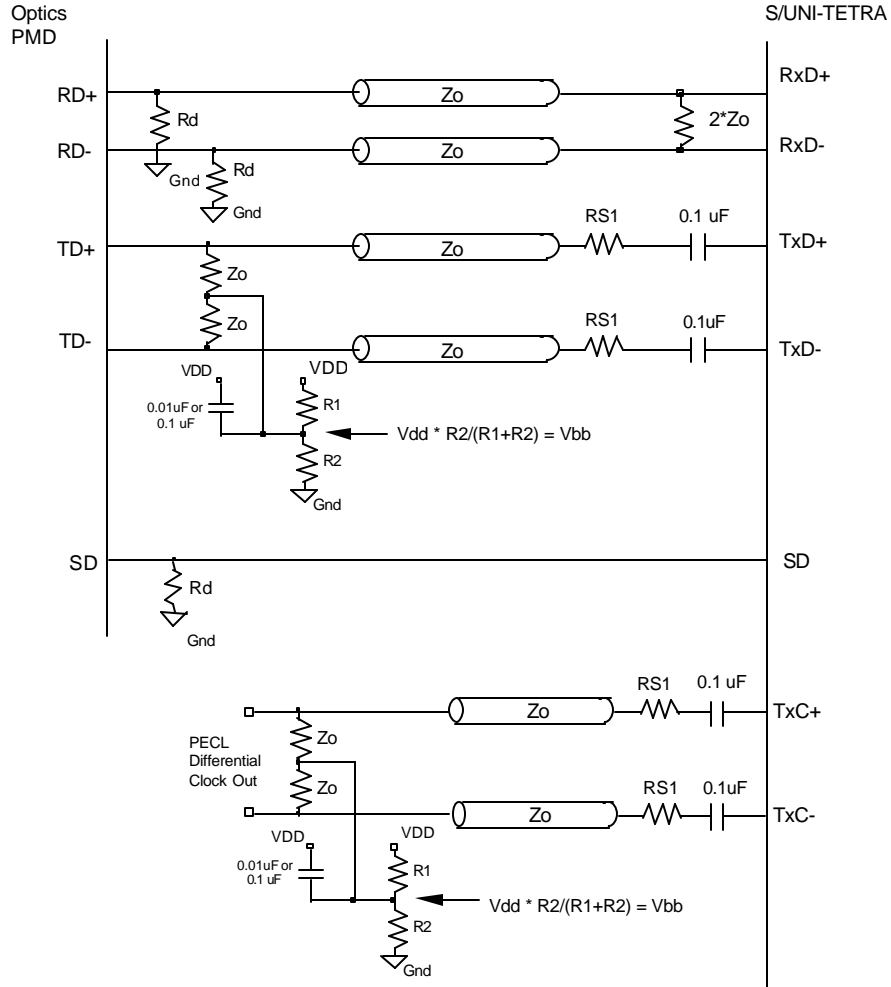 Optics
PMD
S/UNI-TETRA
RD+
Rd
Zo
2*Zo
RxD+
RD-
Gnd
Rd
Gnd
Zo
RxD-
TD+
Zo
RS1
0.1 uF
TxD+
Zo
Zo
TD-
Zo
RS1
0.1uF
TxD-
VDD
VDD
0.01uF or
0.1 uF
R1
Vdd * R2/(R1+R2) = Vbb
R2
Gnd
SD
Rd
Gnd
SD
PECL
Differential
Clock Out
Zo
Zo
Zo
RS1
0.1 uF
TxC+
Zo
RS1
0.1uF
TxC-
VDD
VDD
0.01uF or
0.1 uF
R1
Vdd * R2/(R1+R2) = Vbb
R2
Gnd